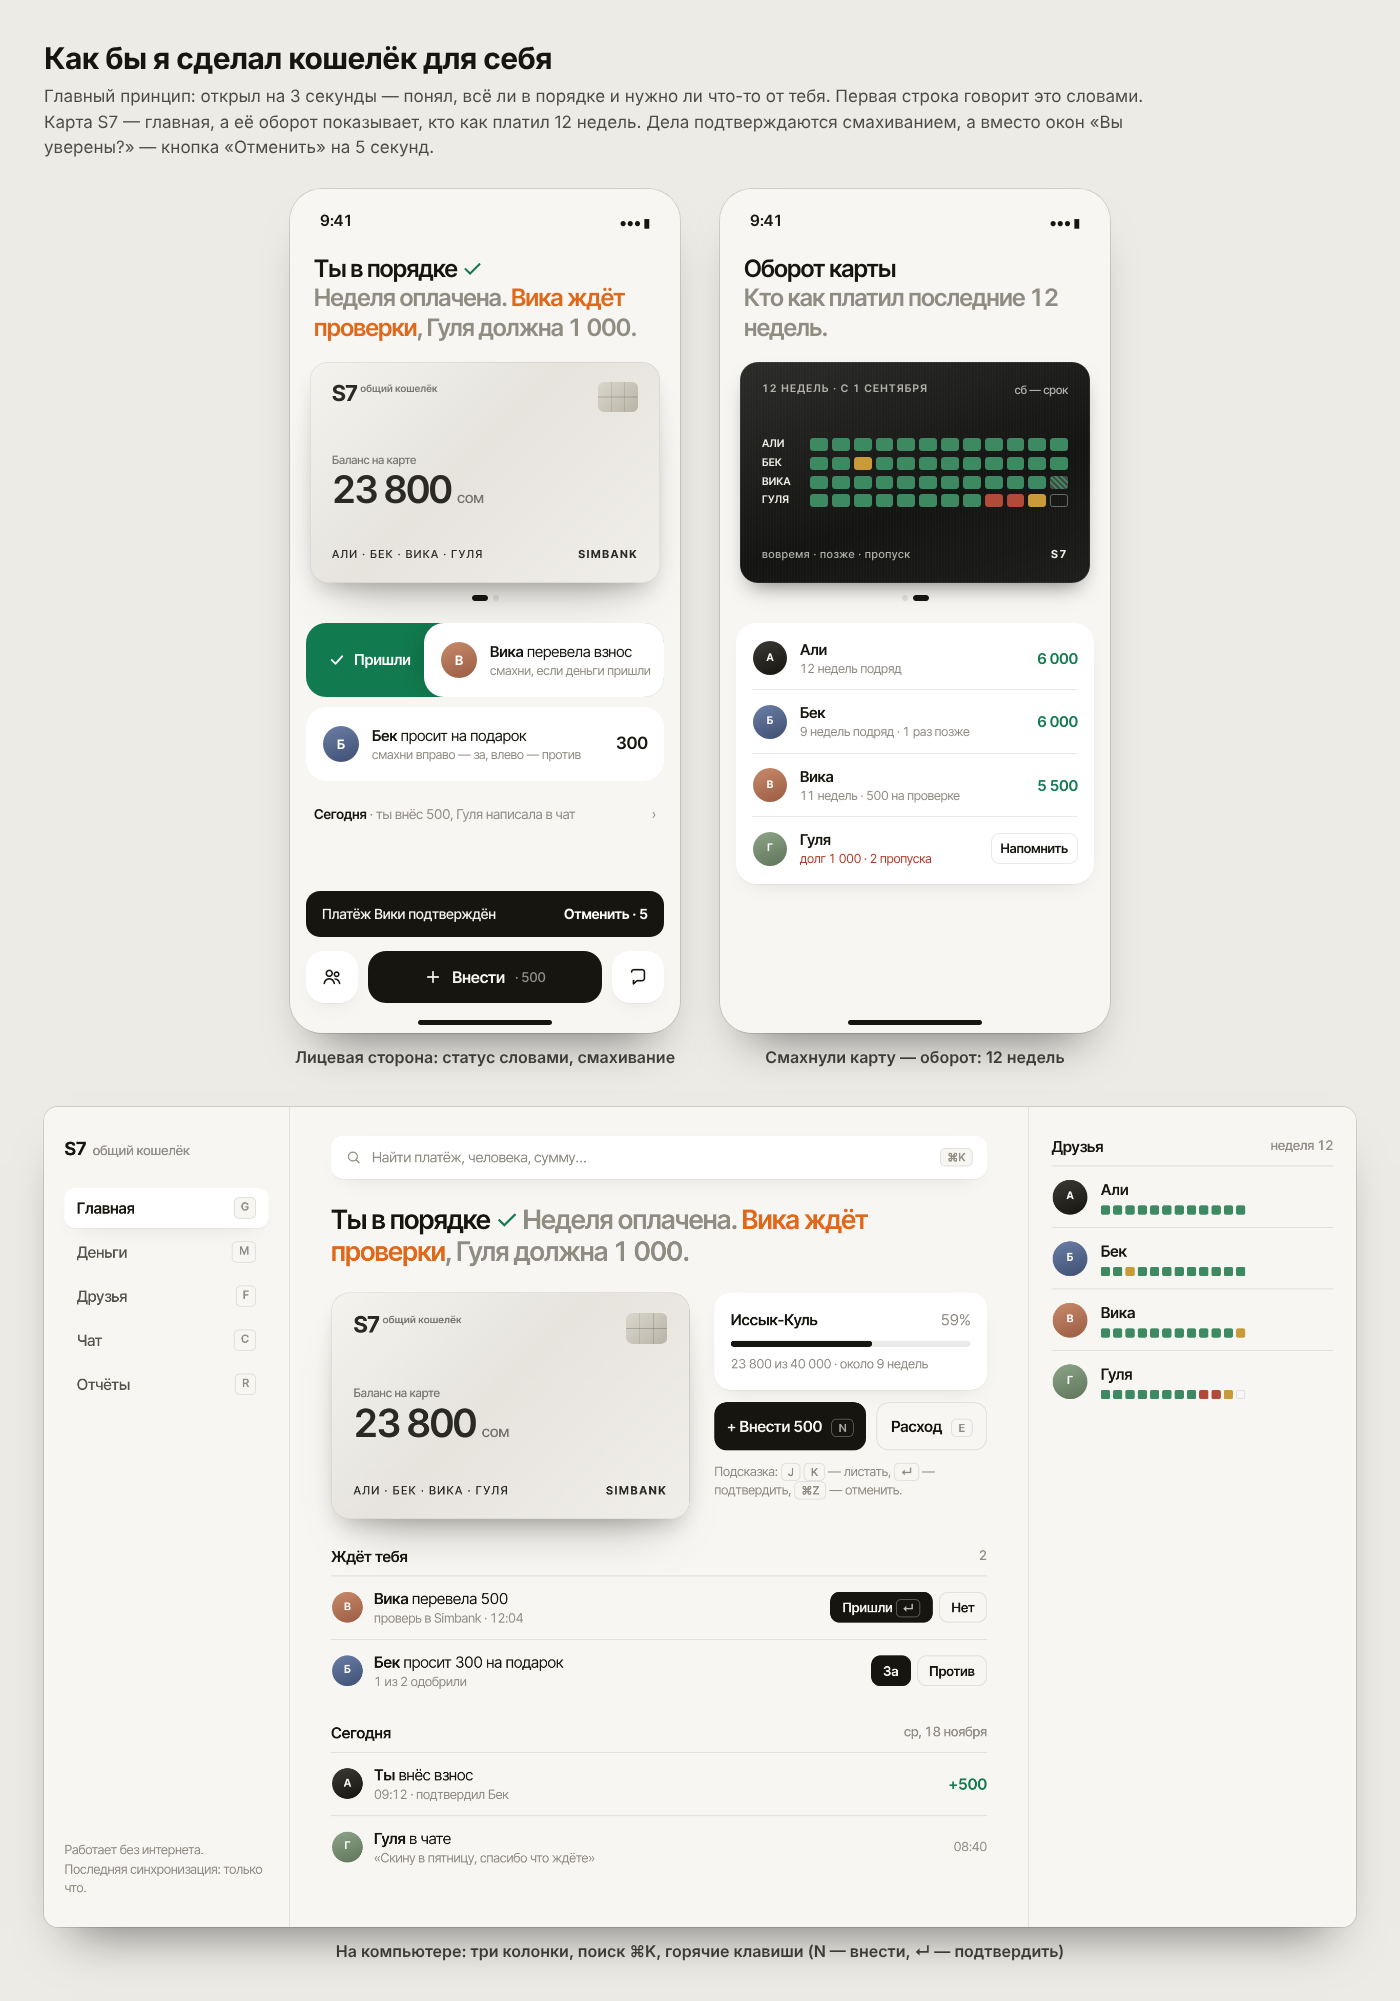 Как бы я сделал кошелёк для себя
Главный принцип: открыл на 3 секунды — понял, всё ли в порядке и нужно ли что-то от тебя. Первая строка говорит это словами.
Карта S7 — главная, а её оборот показывает, кто как платил 12 недель. Дела подтверждаются смахиванием, а вместо окон «Вы
уверены?» — кнопка «Отменить» на 5 секунд.
9:41
Ты в порядке ✓
Неделя оплачена. Вика ждёт
проверки, Гуля должна 1 000.
S7 общий кошелёк
Баланс на карте
23 800 сом
АЛИ · БЕК · ВИКА · ГУЛЯ
SIMBANK
✓ Пришли
В
Вика перевела взнос
смахни, если деньги пришли
Б
Бек просит на подарок
смахни вправо — за, влево — против
300
Сегодня · ты внёс 500, Гуля написала в чат ›
Платёж Вики подтверждён
Отменить · 5
+ Внести · 500
Лицевая сторона: статус словами, смахивание
9:41
Оборот карты
Кто как платил последние 12
недель.
12 НЕДЕЛЬ · С 1 СЕНТЯБРЯ
сб — срок
АЛИ
БЕК
ВИКА
ГУЛЯ
вовремя · позже · пропуск
S7
А
Али
12 недель подряд
6 000
Б
Бек
9 недель подряд · 1 раз позже
6 000
В
Вика
11 недель · 500 на проверке
5 500
Г
Гуля
долг 1 000 · 2 пропуска
Напомнить
Смахнули карту — оборот: 12 недель
S7 общий кошелёк
Главная G
Деньги M
Друзья F
Чат C
Отчёты R
Работает без интернета.
Последняя синхронизация: только
что.
Найти платёж, человека, сумму… ⌘K
Ты в порядке ✓ Неделя оплачена. Вика ждёт
проверки, Гуля должна 1 000.
S7 общий кошелёк
Баланс на карте
23 800 сом
АЛИ · БЕК · ВИКА · ГУЛЯ
SIMBANK
Иссык-Куль 59%
23 800 из 40 000 · около 9 недель
+ Внести 500 N
Расход E
Подсказка: J K — листать, ↵ —
подтвердить, ⌘Z — отменить.
Ждёт тебя 2
В
Вика перевела 500
проверь в Simbank · 12:04
Пришли ↵
Нет
Б
Бек просит 300 на подарок
1 из 2 одобрили
За
Против
Сегодня
ср, 18 ноября
А
Ты внёс взнос
09:12 · подтвердил Бек
+500
Г
Гуля в чате
«Скину в пятницу, спасибо что ждёте»
08:40
Друзья
неделя 12
А
Али
Б
Бек
В
Вика
Г
Гуля
На компьютере: три колонки, поиск ⌘K, горячие клавиши (N — внести, ↵ — подтвердить)